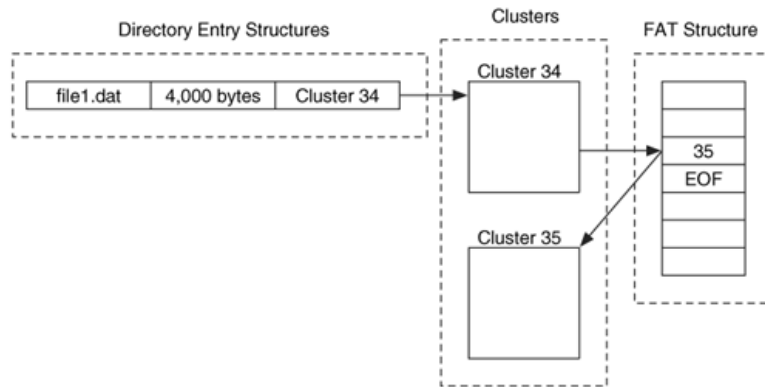 Directory Entry Structures
Clusters
FAT Structure
file1.dat
4,000 bytes
Cluster 34
Cluster 34
35
EOF
Cluster 35